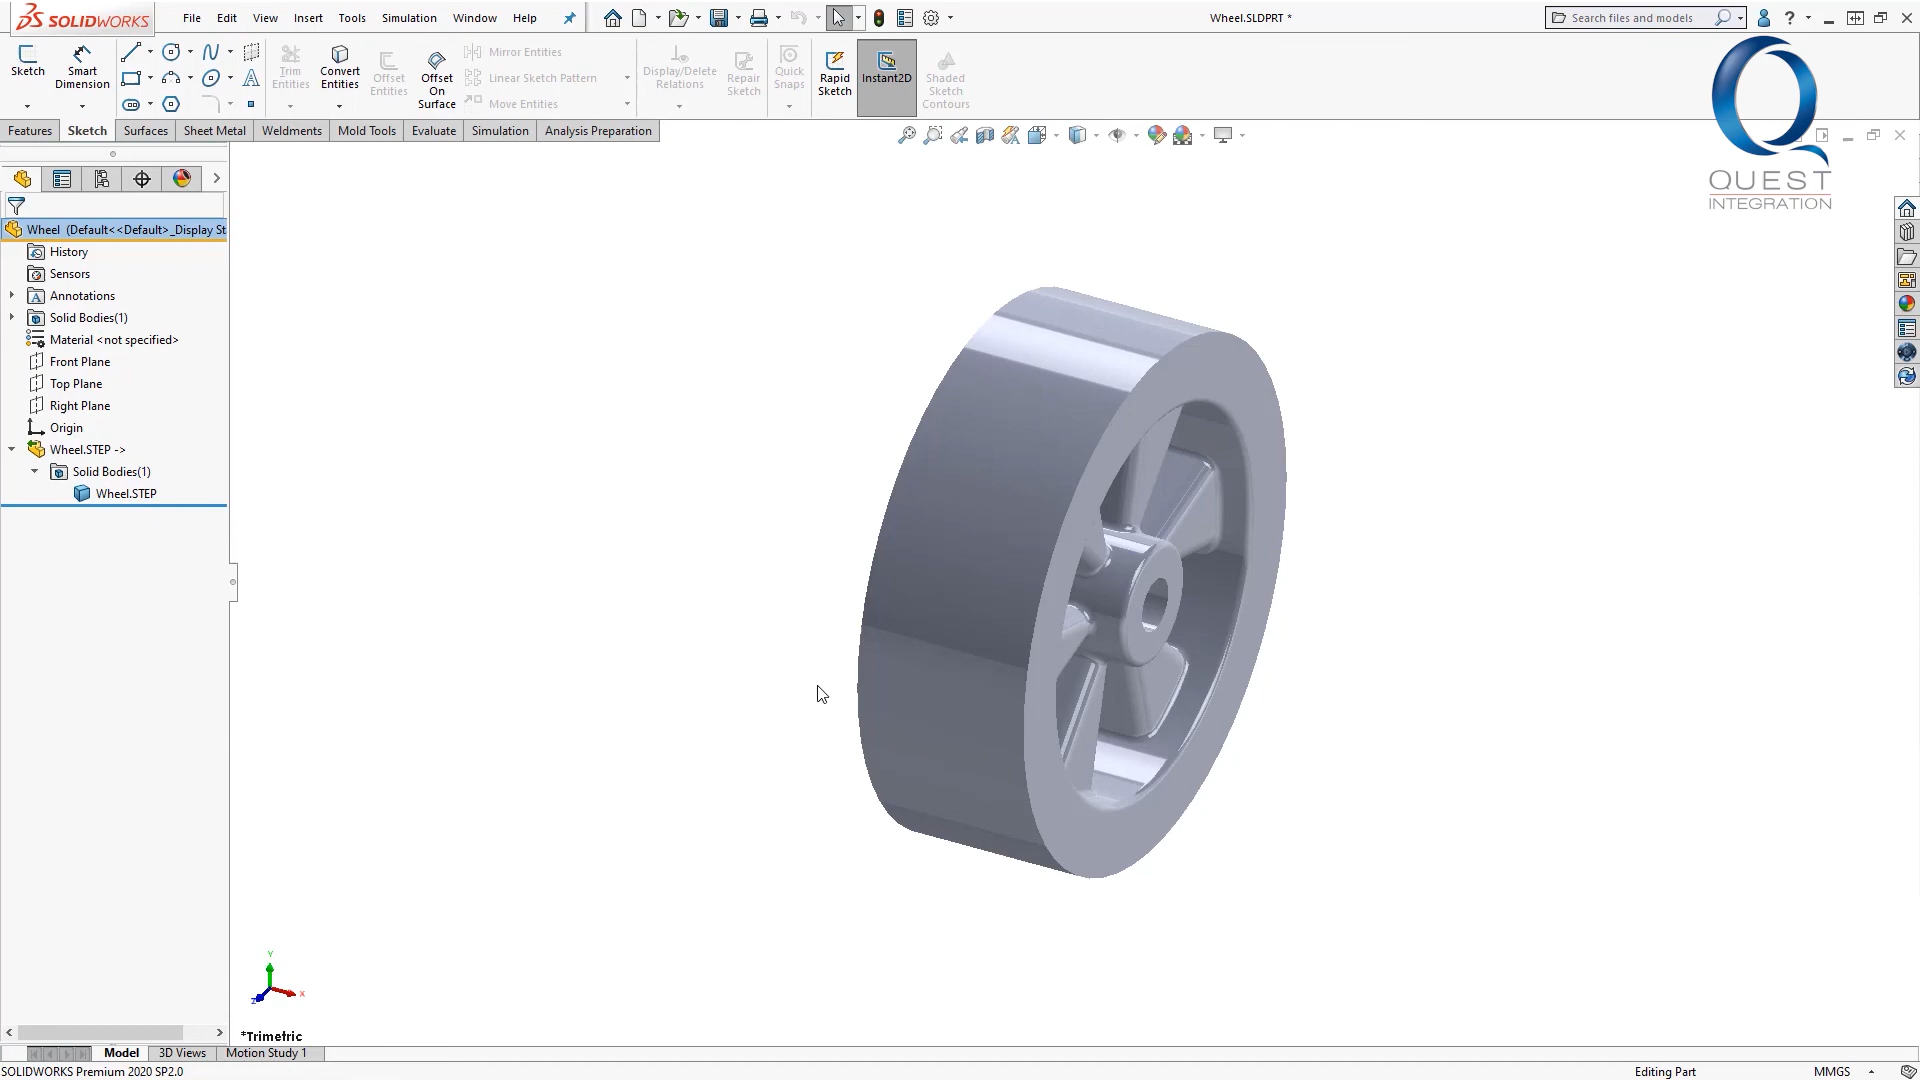 SOLIDWORKS
File Edit View Insert Tools Simulation Window Help
Wheel.SLDPRT *
Search files and models
Sketch
Smart Dimension
Trim Entities
Convert Entities
Offset Entities
Offset On Surface
Mirror Entities
Linear Sketch Pattern
Move Entities
Display/Delete Relations
Repair Sketch
Quick Snaps
Rapid Sketch
Instant2D
Shaded Sketch Contours
Features Sketch Surfaces Sheet Metal Weldments Mold Tools Evaluate Simulation Analysis Preparation
QUEST
INTEGRATION
Wheel (Default<<Default>_Display St
History
Sensors
Annotations
Solid Bodies(1)
Material <not specified>
Front Plane
Top Plane
Right Plane
Origin
Wheel.STEP ->
Solid Bodies(1)
Wheel.STEP
Y
X
Z
*Trimetric
Model 3D Views Motion Study 1
SOLIDWORKS Premium 2020 SP2.0
Editing Part
MMGS